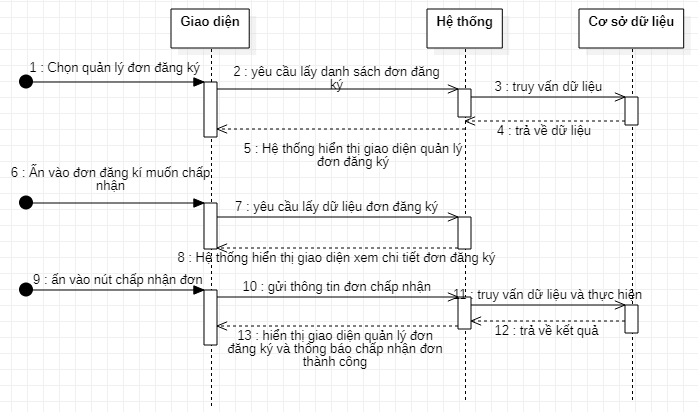 Giao diện
Hệ thống
Cơ sở dữ liệu
1 : Chọn quản lý đơn đăng ký
2 : yêu cầu lấy danh sách đơn đăng
ký
3 : truy vấn dữ liệu
4 : trả về dữ liệu
5 : Hệ thống hiển thị giao diện quản lý
đơn đăng ký
6 : Ấn vào đơn đăng kí muốn chấp
nhận
7 : yêu cầu lấy dữ liệu đơn đăng ký
8 : Hệ thống hiển thị giao diện xem chi tiết đơn đăng ký
9 : ấn vào nút chấp nhận đơn
10 : gửi thông tin đơn chấp nhận
11 : truy vấn dữ liệu và thực hiện
12 : trả về kết quả
13 : hiển thị giao diện quản lý đơn
đăng ký và thông báo chấp nhận đơn
thành công